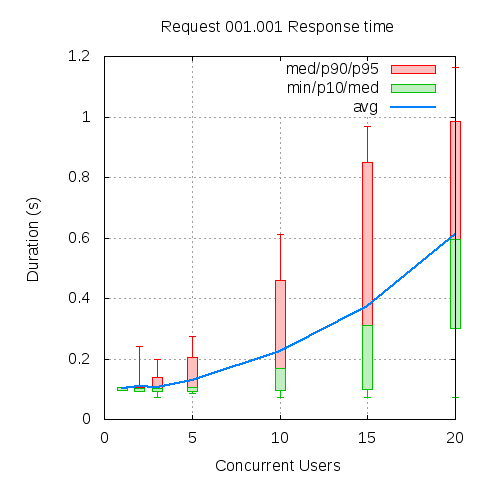 Request 001.001 Response time
1.2
1
0.8
0.6
0.4
0.2
0
Duration (s)
med/p90/p95
min/p10/med
avg
0
5
10
15
20
Concurrent Users